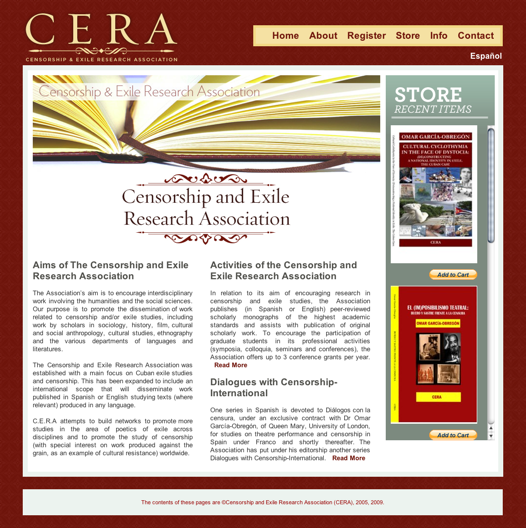 CERA
CENSORSHIP & EXILE RESEARCH ASSOCIATION
Home About Register Store Info Contact
Español
Censorship & Exile Research Association
Censorship and Exile
Research Association
STORE
RECENT ITEMS
OMAR GARCÍA-OBREGÓN
CULTURAL CYCLOTHYMIA
IN THE FACE OF DYSTOCIA:
CERA
Add to Cart
EL (IM)POSIBILISMO TEATRAL:
OMAR GARCÍA-OBREGÓN
CERA
Add to Cart
Aims of The Censorship and Exile
Research Association
The Association's aim is to encourage interdisciplinary
work involving the humanities and the social sciences.
Our purpose is to promote the dissemination of work
related to censorship and/or exile studies, including
work by scholars in sociology, history, film, cultural
and social anthropology, cultural studies, ethnography
and the various departments of languages and
literatures.
The Censorship and Exile Research Association was
established with a main focus on Cuban exile studies
and censorship. This has been expanded to include an
international scope that will disseminate work
published in Spanish or English studying texts (where
relevant) produced in any language.
C.E.R.A attempts to build networks to promote more
studies in the area of poetics of exile across
disciplines and to promote the study of censorship
(with special interest on work produced against the
grain, as an example of cultural resistance) worldwide.
Activities of the Censorship and
Exile Research Association
In relation to its aim of encouraging research in
censorship and exile studies, the Association
publishes (in Spanish or English) peer-reviewed
scholarly monographs of the highest academic
standards and assists with publication of original
scholarly work. To encourage the participation of
graduate students in its professional activities
(symposia, colloquia, seminars and conferences), the
Association offers up to 3 conference grants per year.
Read More
Dialogues with Censorship-
International
One series in Spanish is devoted to Diálogos con la
censura, under an exclusive contract with Dr Omar
García-Obregón, of Queen Mary, University of London,
for studies on theatre performance and censorship in
Spain under Franco and shortly thereafter. The
Association has put under his editorship another series
Dialogues with Censorship-International. Read More
The contents of these pages are ©Censorship and Exile Research Association (CERA), 2005, 2009.